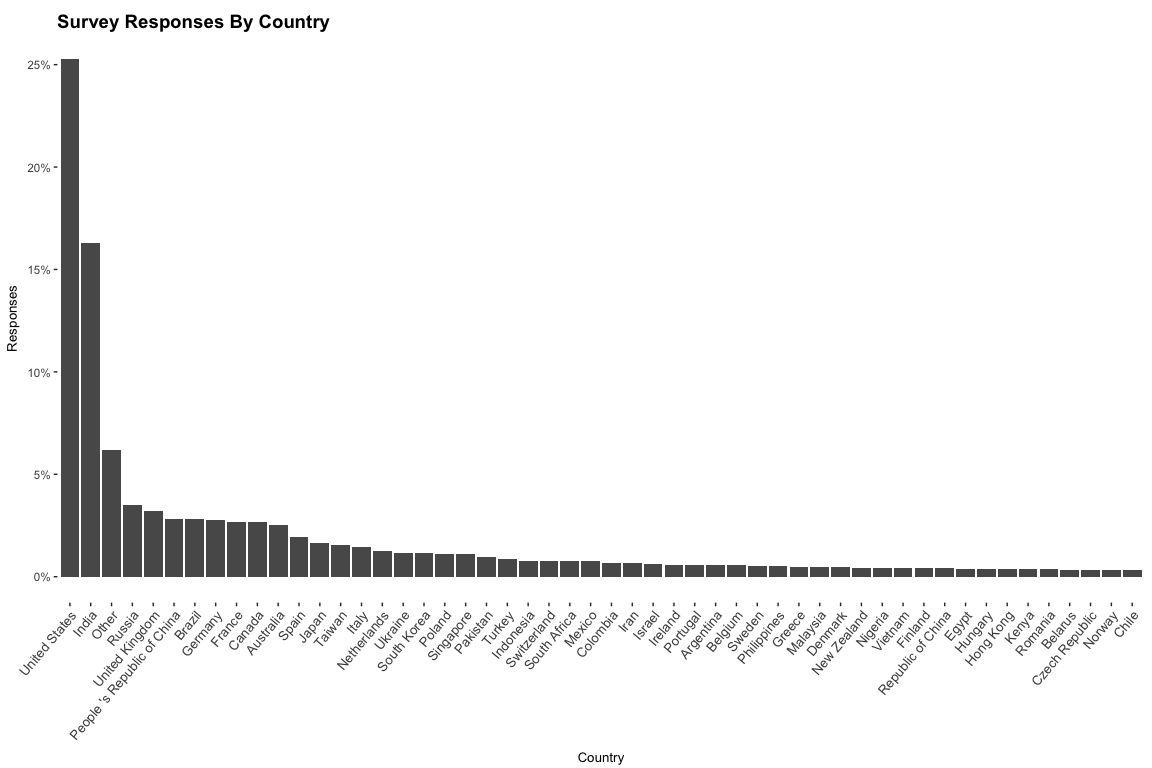 Survey Responses By Country
25%
20%
15%
10%
5%
0%
Responses
United States
India
Other
Russia
United Kingdom
People 's Republic of China
Brazil
Germany
France
Canada
Australia
Spain
Japan
Taiwan
Italy
Netherlands
Ukraine
South Korea
Poland
Singapore
Pakistan
Turkey
Indonesia
Switzerland
South Africa
Mexico
Colombia
Iran
Israel
Ireland
Portugal
Argentina
Belgium
Sweden
Philippines
Greece
Malaysia
Denmark
New Zealand
Nigeria
Vietnam
Finland
Republic of China
Egypt
Hungary
Hong Kong
Kenya
Romania
Belarus
Czech Republic
Norway
Chile
Country